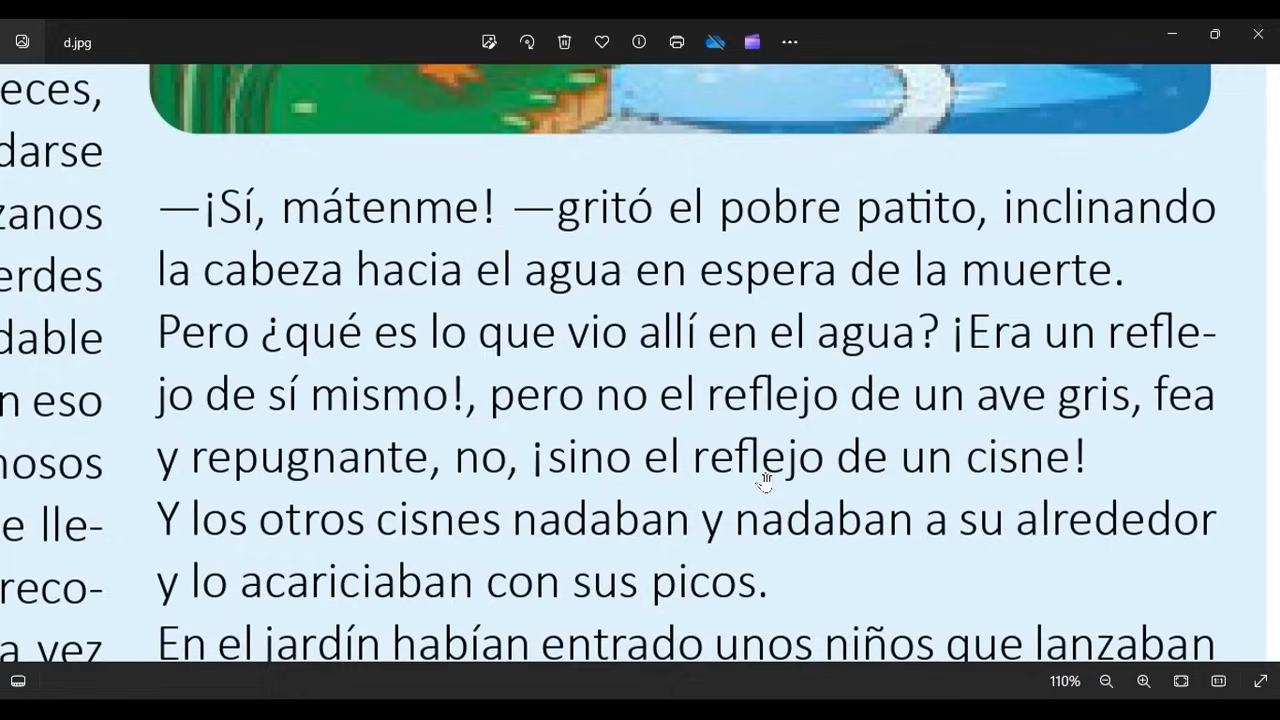 d.jpg
eces,
darse
zanos
erdes
dable
n eso
nosos
e lle-
reco-
a vez
—¡Sí, mátenme! —gritó el pobre patito, inclinando
la cabeza hacia el agua en espera de la muerte.
Pero ¿qué es lo que vio allí en el agua? ¡Era un refle-
jo de sí mismo!, pero no el reflejo de un ave gris, fea
y repugnante, no, ¡sino el reflejo de un cisne!
Y los otros cisnes nadaban y nadaban a su alrededor
y lo acariciaban con sus picos.
En el jardín habían entrado unos niños que lanzaban
110%